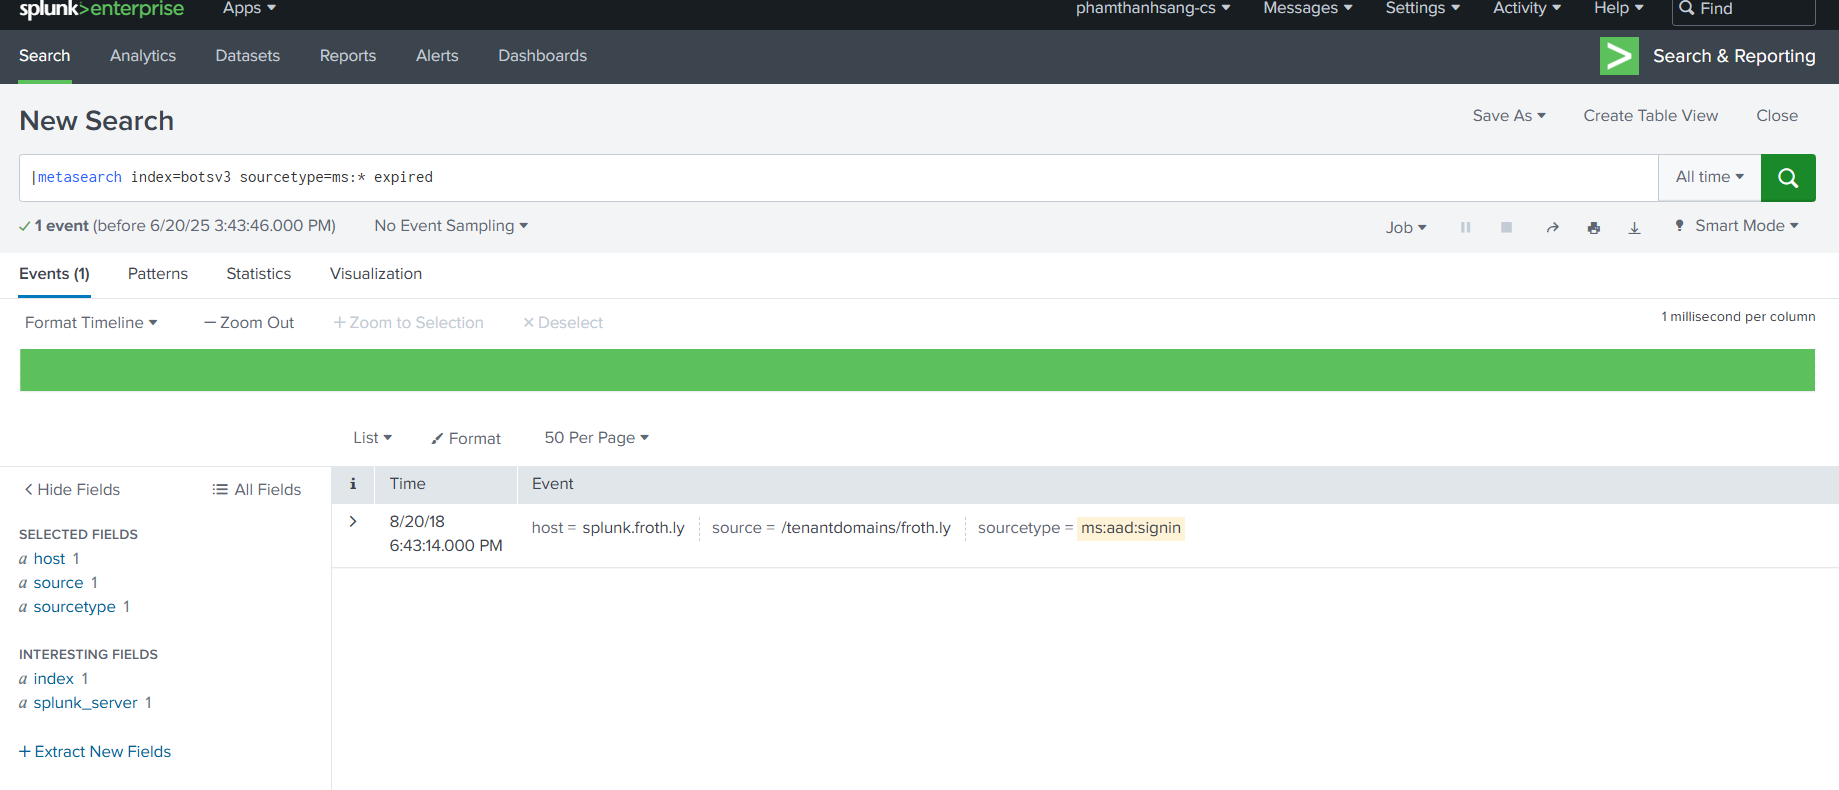 splunk>enterprise Apps phamthanhsang-cs Messages Settings Activity Help Find
Search Analytics Datasets Reports Alerts Dashboards Search & Reporting
New Search Save As Create Table View Close
|metasearch index=botsv3 sourcetype=ms:* expired All time
1 event (before 6/20/25 3:43:46.000 PM) No Event Sampling Job Smart Mode
Events (1) Patterns Statistics Visualization
Format Timeline — Zoom Out + Zoom to Selection × Deselect 1 millisecond per column
List Format 50 Per Page
< Hide Fields All Fields
SELECTED FIELDS
a host 1
a source 1
a sourcetype 1
INTERESTING FIELDS
a index 1
a splunk_server 1
+ Extract New Fields
i Time Event
> 8/20/18
6:43:14.000 PM
host = splunk.froth.ly source = /tenantdomains/froth.ly sourcetype = ms:aad:signin